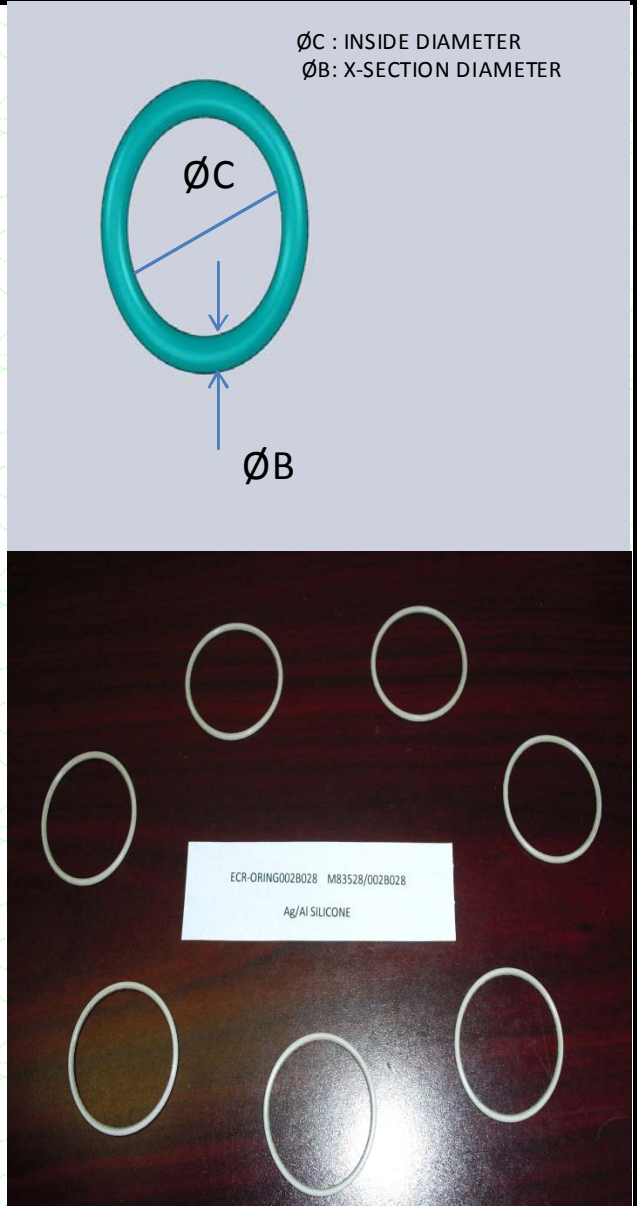 ØC : INSIDE DIAMETER
ØB: X-SECTION DIAMETER
ØC
ØB
ECR-ORING002B028 M83528/002B028
Ag/Al SILICONE